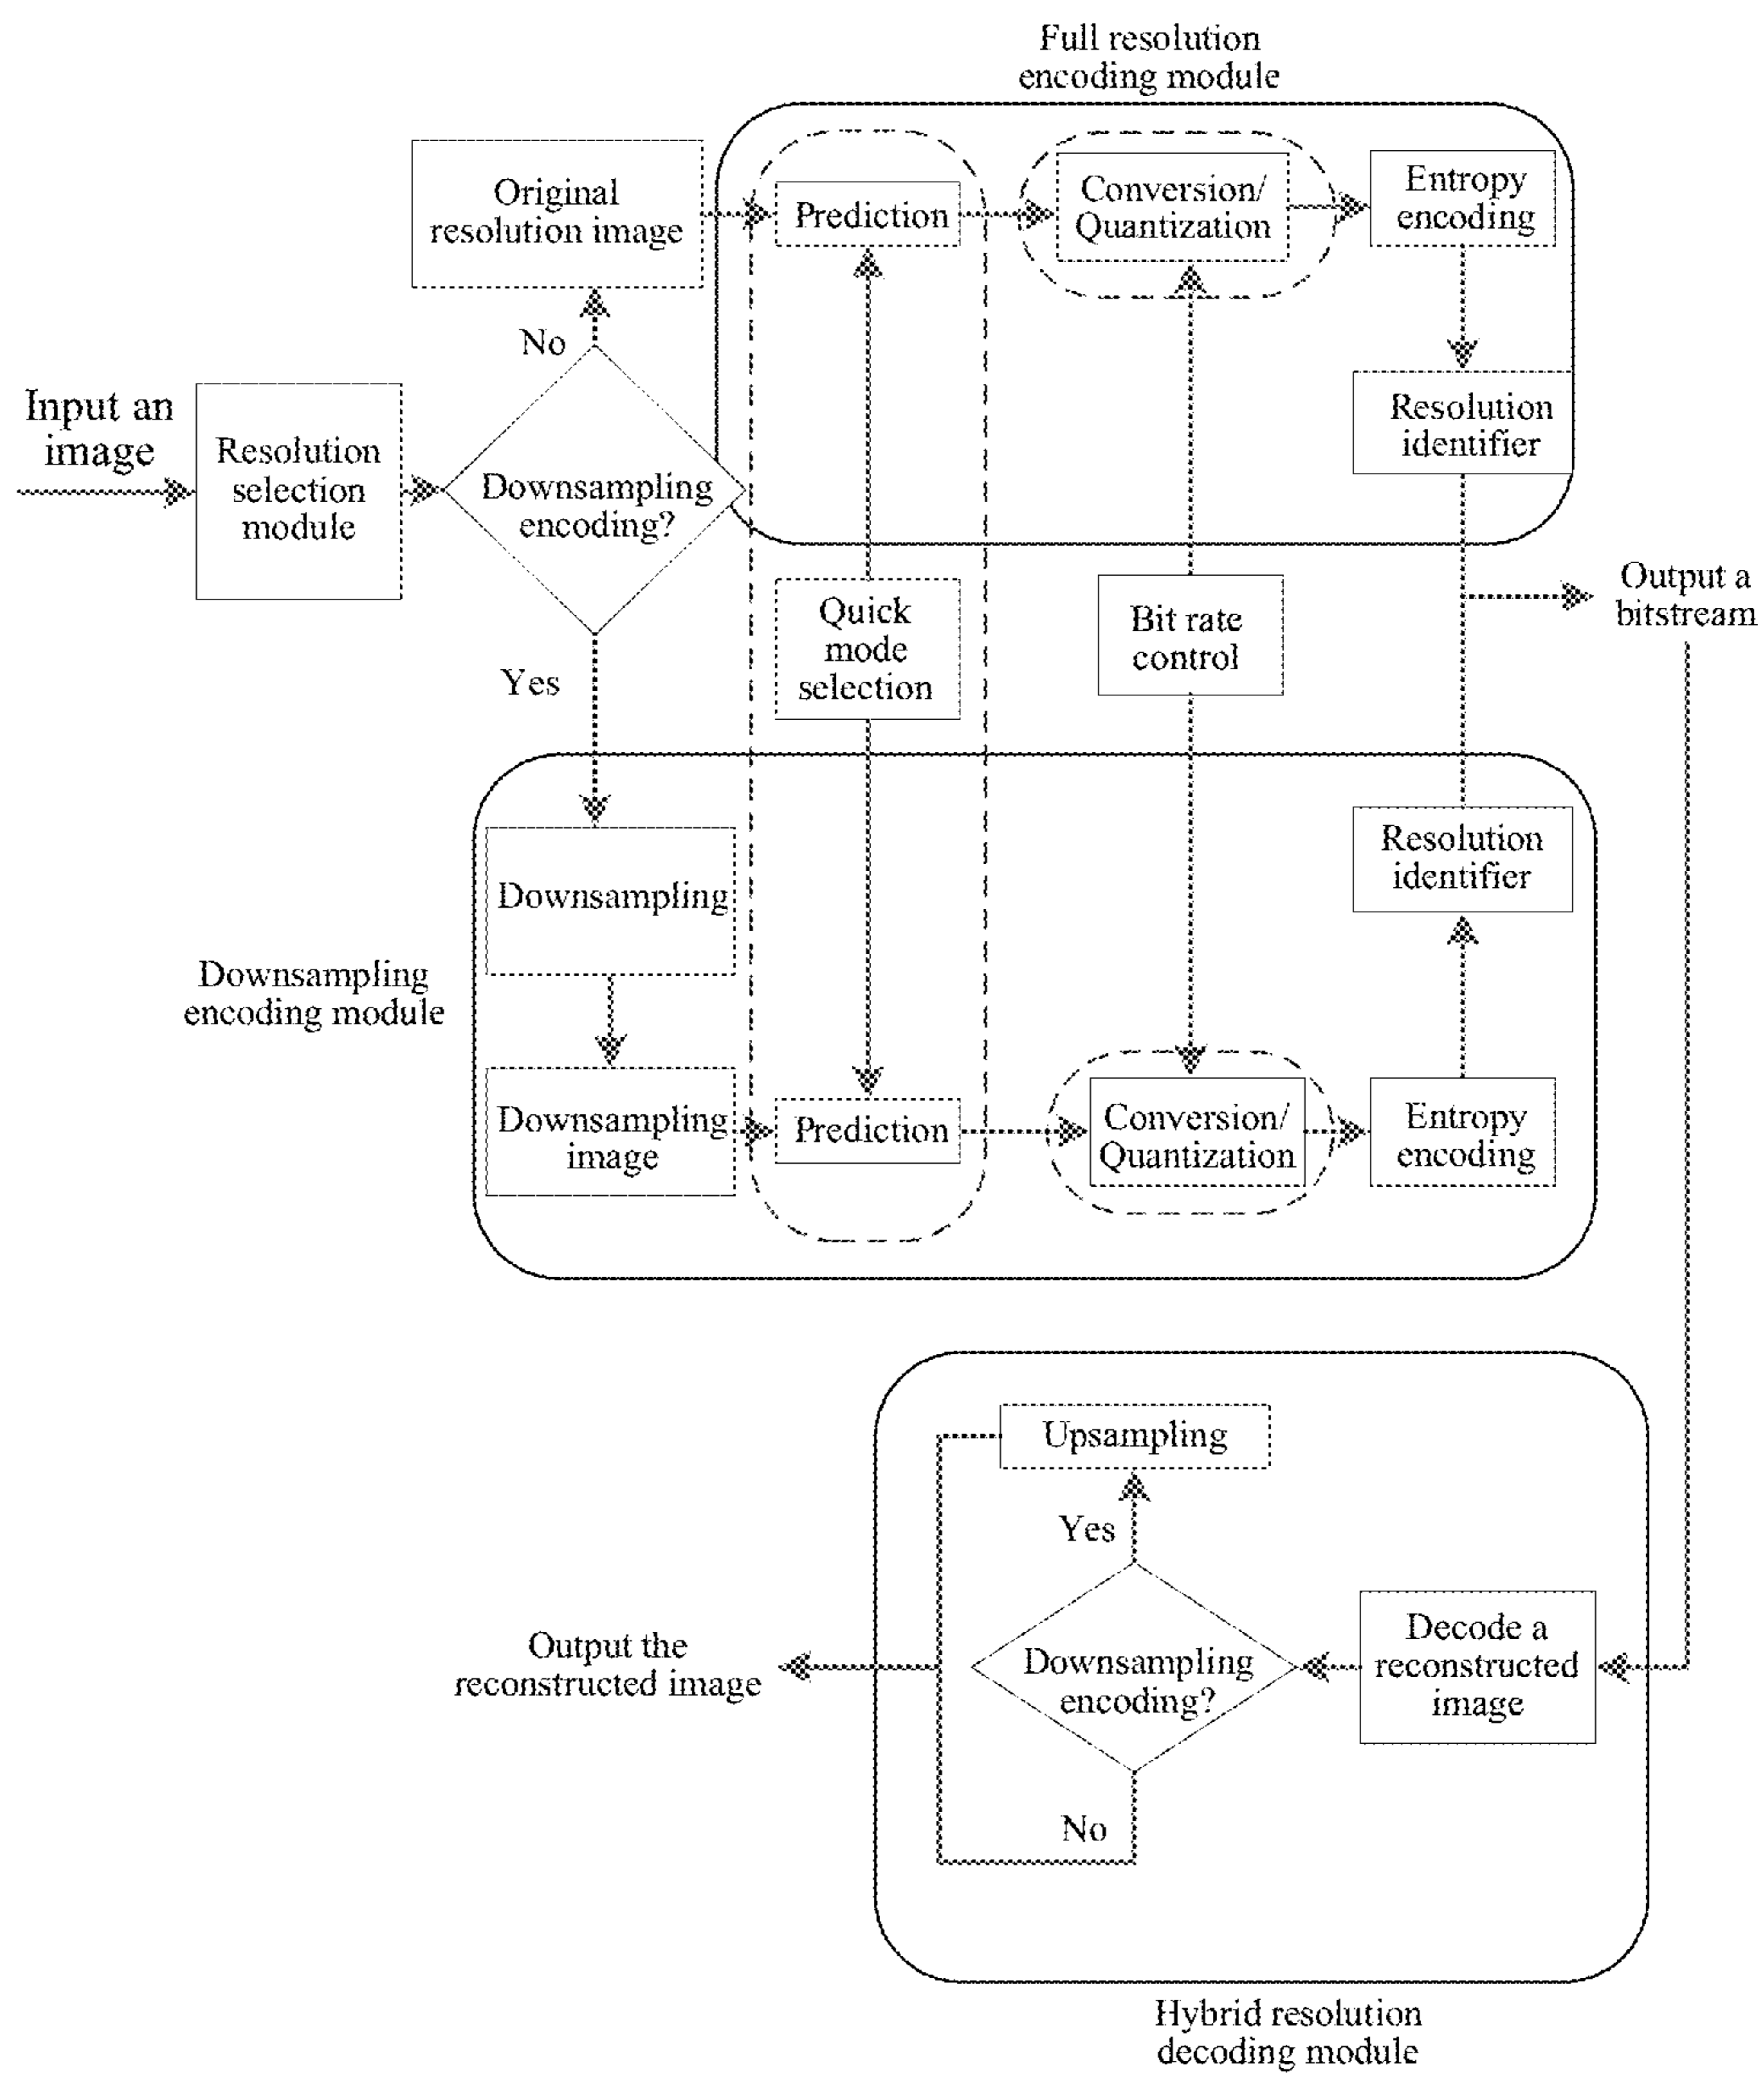 Full resolution
encoding module
Original
resolution image
Prediction
Conversion/
Quantization
Entropy
encoding
No
Input an
image
Resolution
selection
module
Downsampling
encoding?
Resolution
identifier
Quick
mode
selection
Bit rate
control
Output a
bitstream
Yes
Downsampling
Resolution
identifier
Downsampling
encoding module
Downsampling
image
Prediction
Conversion/
Quantization
Entropy
encoding
Upsampling
Yes
Output the
reconstructed image
Downsampling
encoding?
Decode a
reconstructed
image
No
Hybrid resolution
decoding module